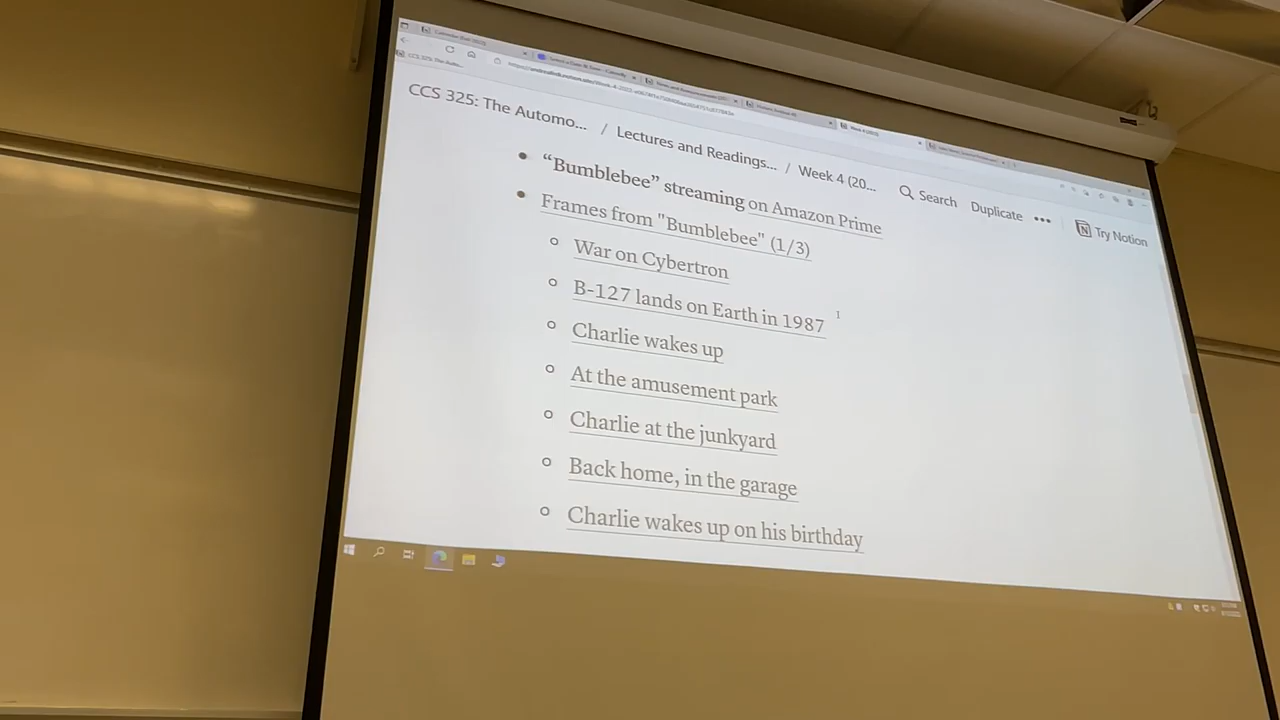 CCS 325: The Automo... / Lectures and Readings... / Week 4 (20... Search Duplicate ••• Try Notion
“Bumblebee” streaming on Amazon Prime
Frames from "Bumblebee" (1/3)
War on Cybertron
B-127 lands on Earth in 1987
Charlie wakes up
At the amusement park
Charlie at the junkyard
Back home, in the garage
Charlie wakes up on his birthday